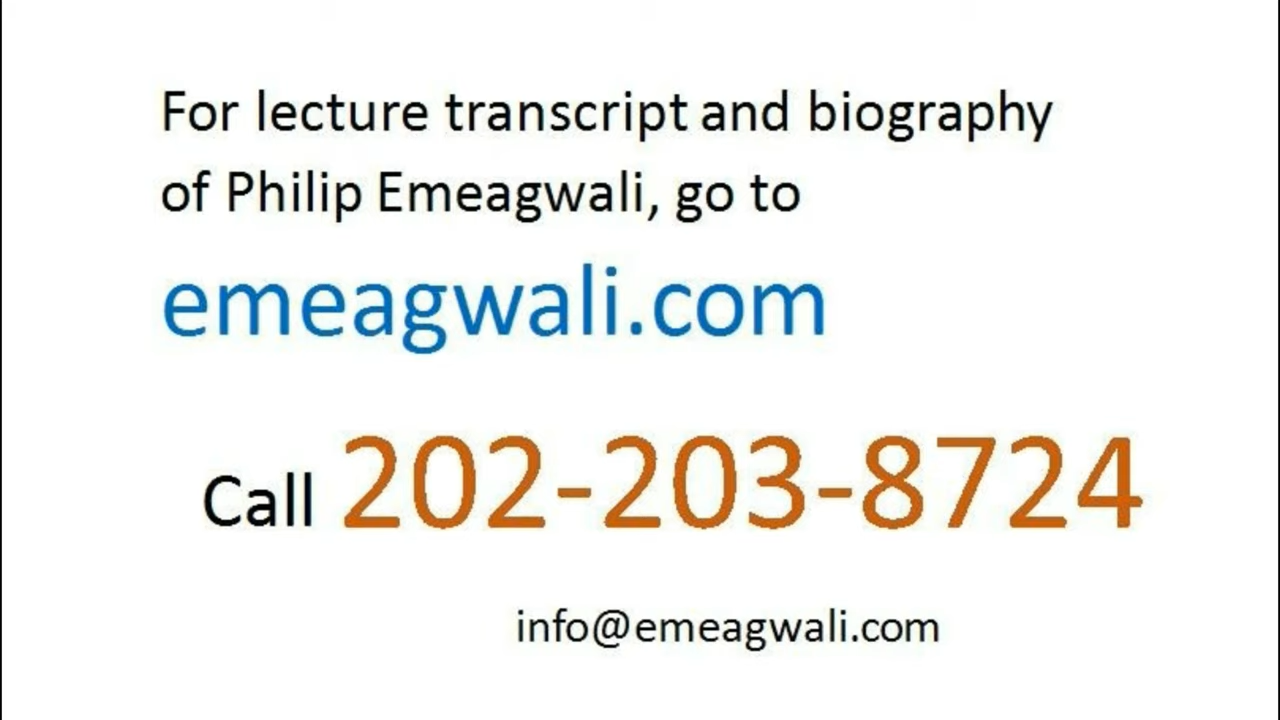 For lecture transcript and biography
of Philip Emeagwali, go to
emeagwali.com
Call 202-203-8724
info@emeagwali.com